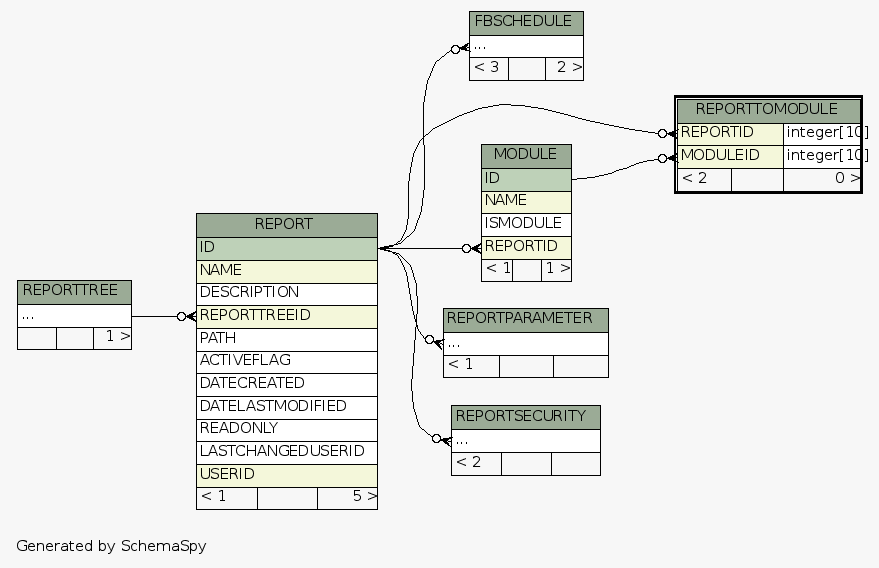 FBSCHEDULE
...
< 3 2 >
REPORTTOMODULE
REPORTID integer[10]
MODULEID integer[10]
< 2 0 >
MODULE
ID
NAME
ISMODULE
REPORTID
< 1 1 >
REPORT
ID
NAME
DESCRIPTION
REPORTTREEID
PATH
ACTIVEFLAG
DATECREATED
DATELASTMODIFIED
READONLY
LASTCHANGEDUSERID
USERID
< 1 5 >
REPORTTREE
...
1 >
REPORTPARAMETER
...
< 1
REPORTSECURITY
...
< 2
Generated by SchemaSpy